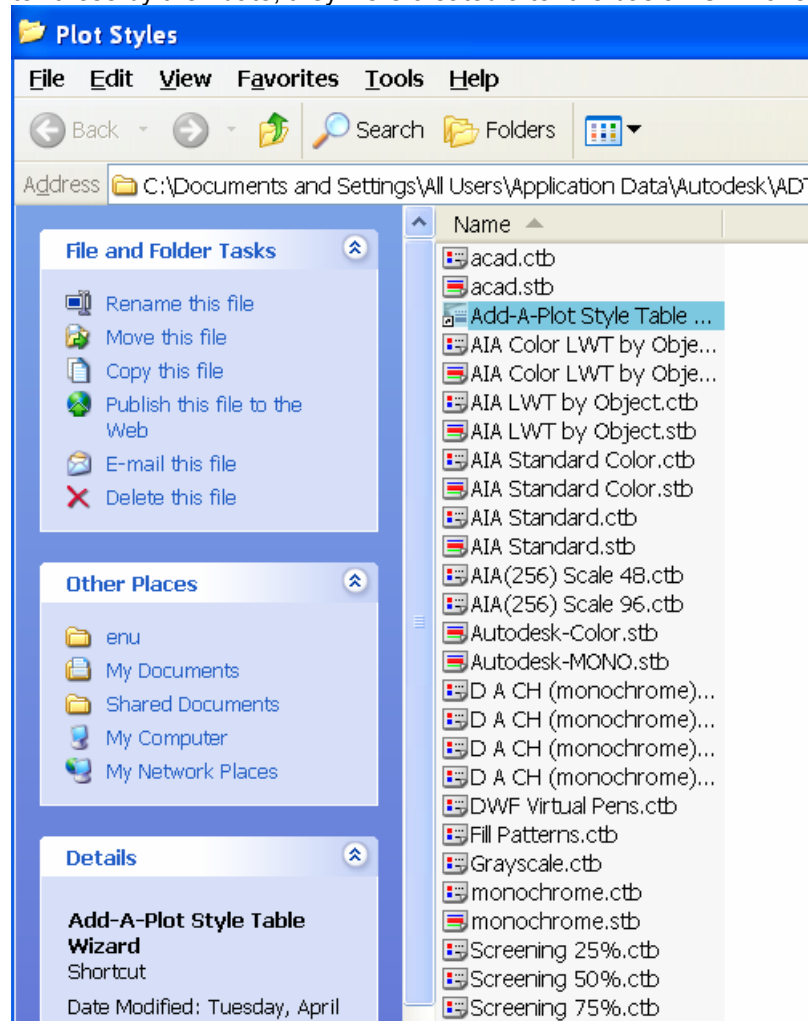 Plot Styles
File Edit View Favorites Tools Help
Back Search Folders
Address C:\Documents and Settings\All Users\Application Data\Autodesk\ADT
File and Folder Tasks
Rename this file
Move this file
Copy this file
Publish this file to the
Web
E-mail this file
Delete this file
Other Places
enu
My Documents
Shared Documents
My Computer
My Network Places
Details
Add-A-Plot Style Table
Wizard
Shortcut
Date Modified: Tuesday, April
Name
acad.ctb
acad.stb
Add-A-Plot Style Table ...
AIA Color LWT by Obje...
AIA Color LWT by Obje...
AIA LWT by Object.ctb
AIA LWT by Object.stb
AIA Standard Color.ctb
AIA Standard Color.stb
AIA Standard.ctb
AIA Standard.stb
AIA(256) Scale 48.ctb
AIA(256) Scale 96.ctb
Autodesk-Color.stb
Autodesk-MONO.stb
D A CH (monochrome)...
D A CH (monochrome)...
D A CH (monochrome)...
D A CH (monochrome)...
DWF Virtual Pens.ctb
Fill Patterns.ctb
Grayscale.ctb
monochrome.ctb
monochrome.stb
Screening 25%.ctb
Screening 50%.ctb
Screening 75%.ctb